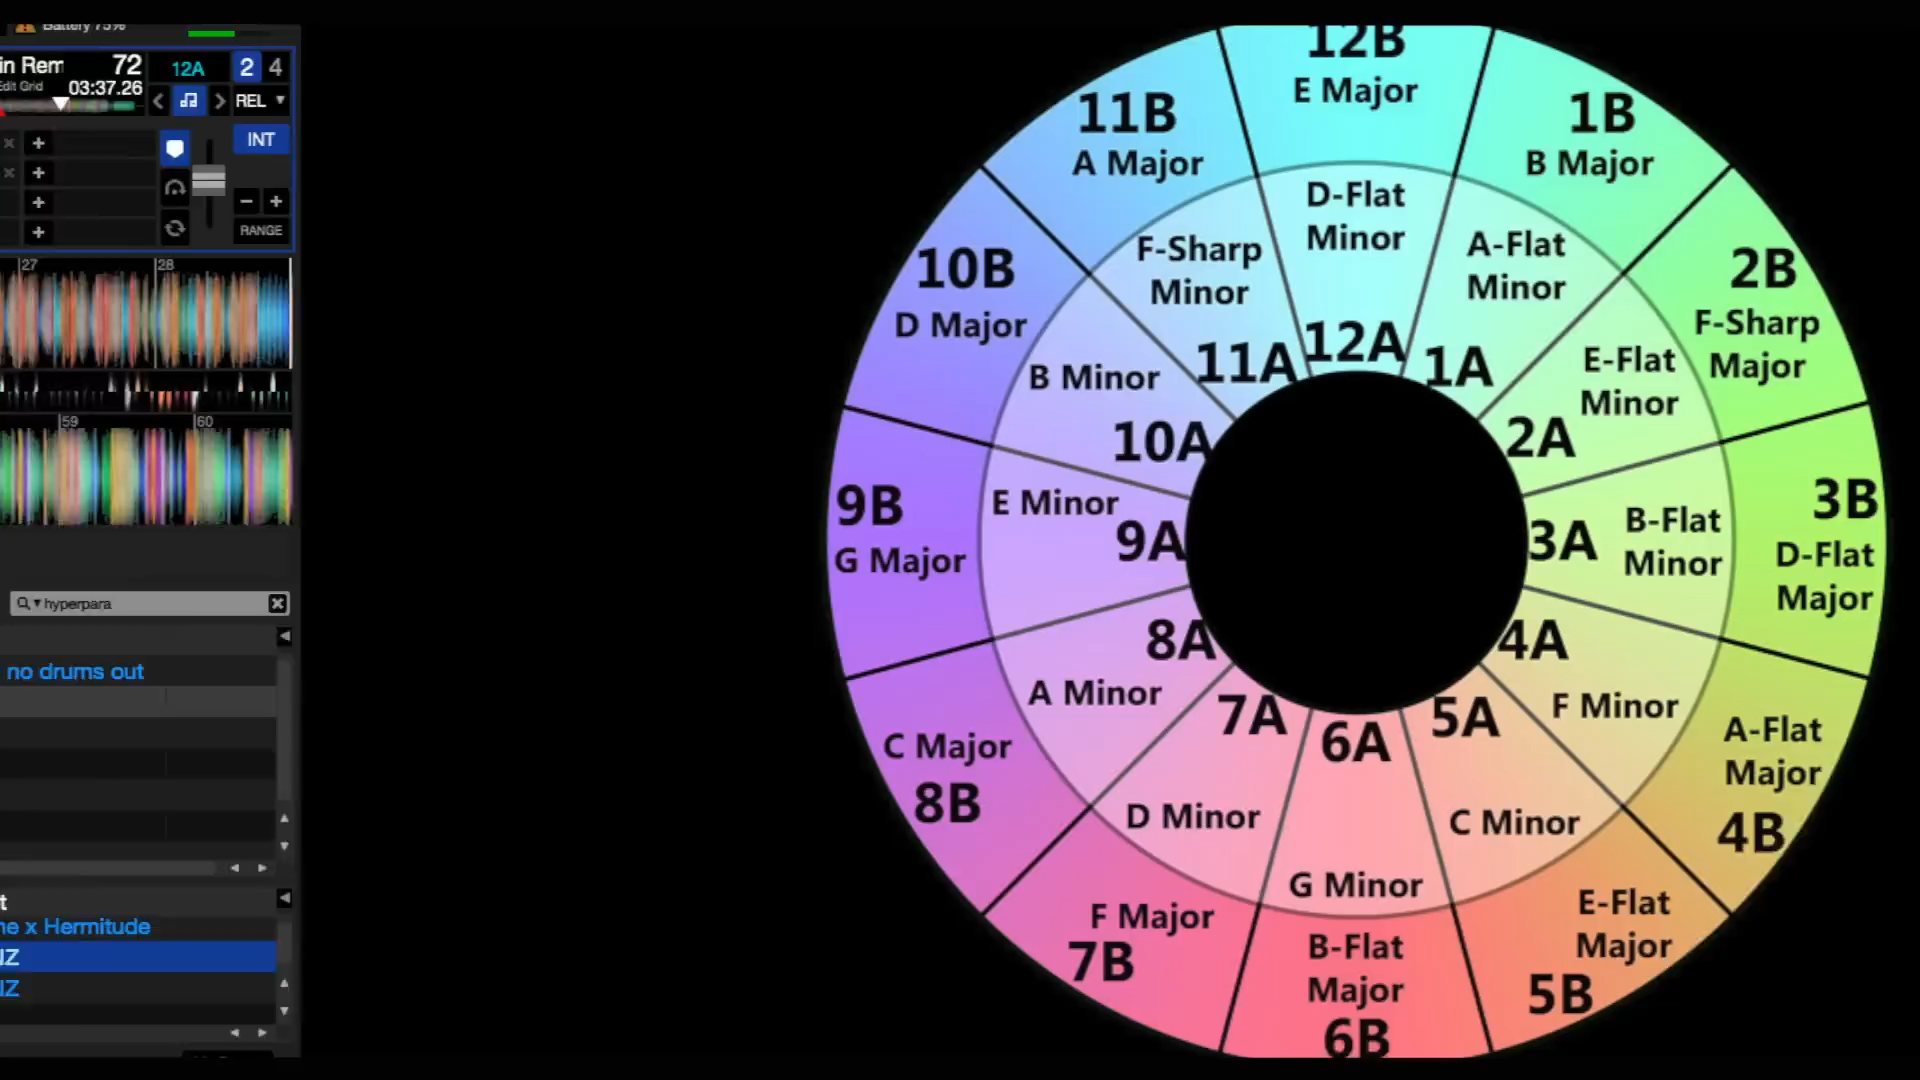 Battery 75%
in Rem 72
Edit Grid 03:37.26
12A 2 4
REL
INT
RANGE
27 28
59 60
hyperpara
no drums out
t
ne x Hermitude
IZ
IZ
12B
E Major
11B
A Major
1B
B Major
10B
D Major
2B
F-Sharp
Major
9B
G Major
3B
D-Flat
Major
C Major
8B
A-Flat
Major
4B
F Major
7B
B-Flat
Major
6B
E-Flat
Major
5B
D-Flat
Minor
12A
F-Sharp
Minor
11A
A-Flat
Minor
1A
B Minor
10A
E-Flat
Minor
2A
E Minor
9A
3A
B-Flat
Minor
8A
A Minor
4A
F Minor
7A
D Minor
6A
G Minor
5A
C Minor